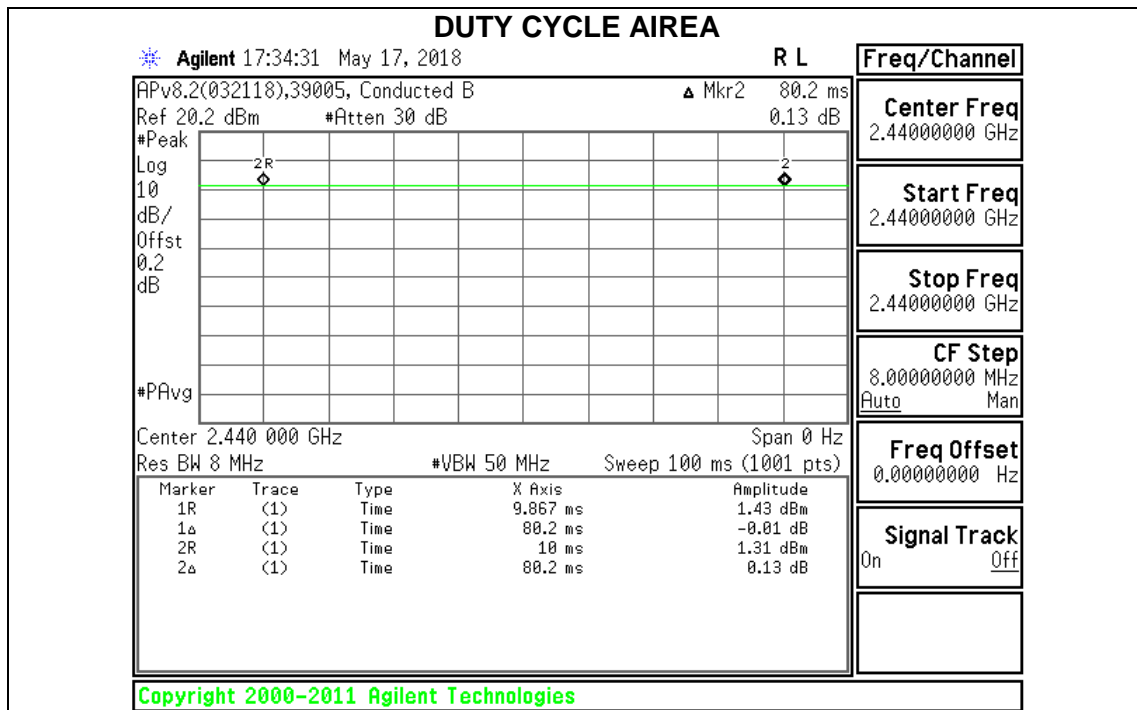 DUTY CYCLE AIREA
Agilent 17:34:31 May 17, 2018 R L
APv8.2(032118),39005, Conducted B Δ Mkr2 80.2 ms
Ref 20.2 dBm #Atten 30 dB 0.13 dB
#Peak
Log
10
dB/
Offst
0.2
dB
#PAvg
2R
2
Center 2.440 000 GHz Span 0 Hz
Res BW 8 MHz #VBW 50 MHz Sweep 100 ms (1001 pts)
Marker Trace Type X Axis Amplitude
1R (1) Time 9.867 ms 1.43 dBm
1Δ (1) Time 80.2 ms -0.01 dB
2R (1) Time 10 ms 1.31 dBm
2Δ (1) Time 80.2 ms 0.13 dB
Freq/Channel
Center Freq
2.44000000 GHz
Start Freq
2.44000000 GHz
Stop Freq
2.44000000 GHz
CF Step
8.00000000 MHz
Auto Man
Freq Offset
0.00000000 Hz
Signal Track
On Off
Copyright 2000-2011 Agilent Technologies